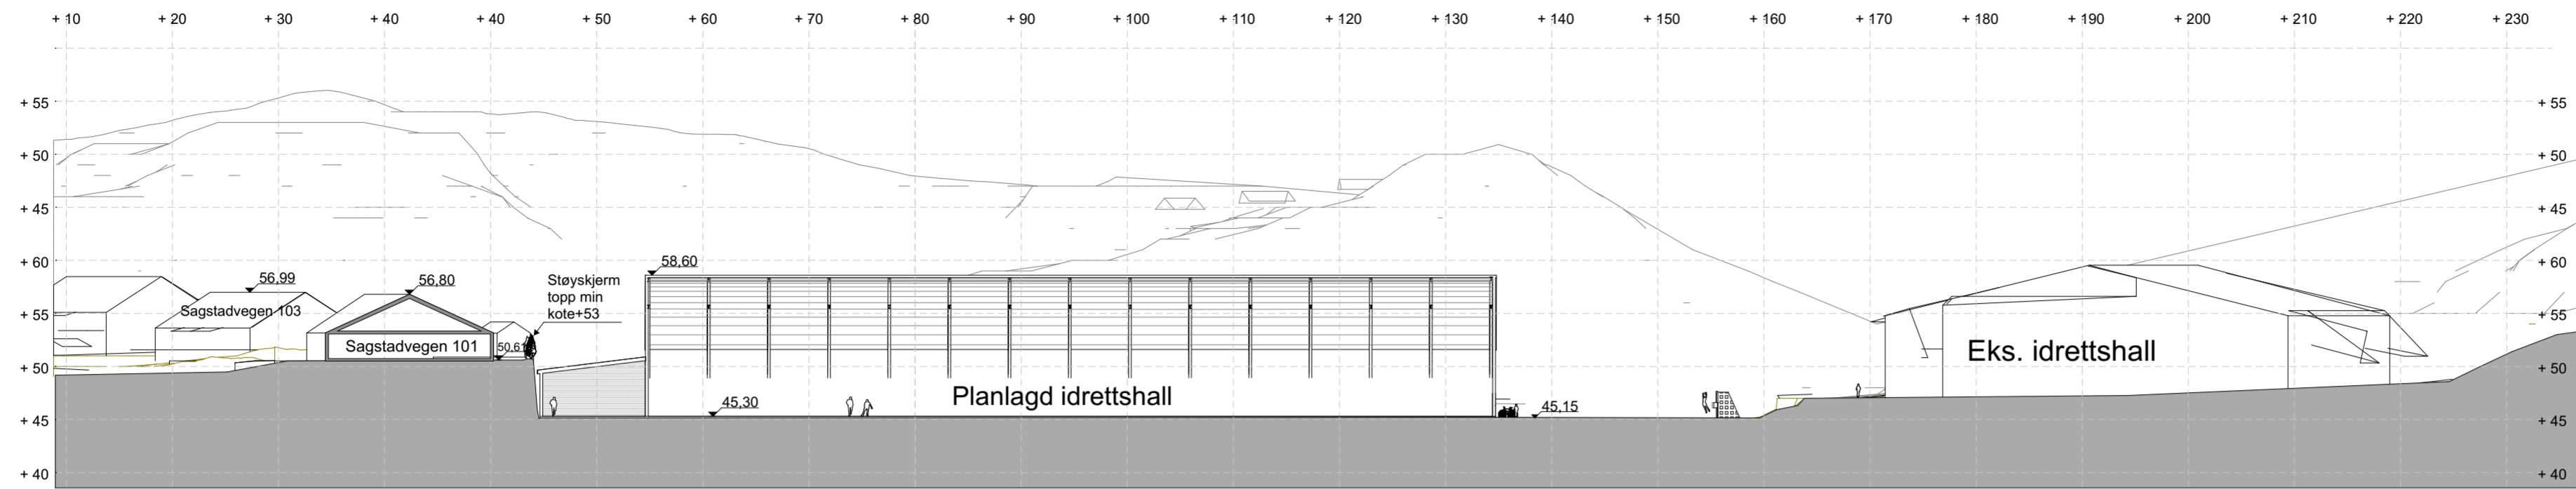 + 10 + 20 + 30 + 40 + 40 + 50 + 60 + 70 + 80 + 90 + 100 + 110 + 120 + 130 + 140 + 150 + 160 + 170 + 180 + 190 + 200 + 210 + 220 + 230
+ 55 + 55
+ 50 + 50
+ 45 + 45
+ 60 + 60
58,60
56,99
56,80
Støyskjerm
topp min
kote+53
Sagstadvegen 103
+ 55 + 55
Sagstadvegen 101
50,61
Eks. idrettshall
+ 50 + 50
Planlagd idrettshall
45,30
45,15
+ 45 + 45
+ 40 + 40